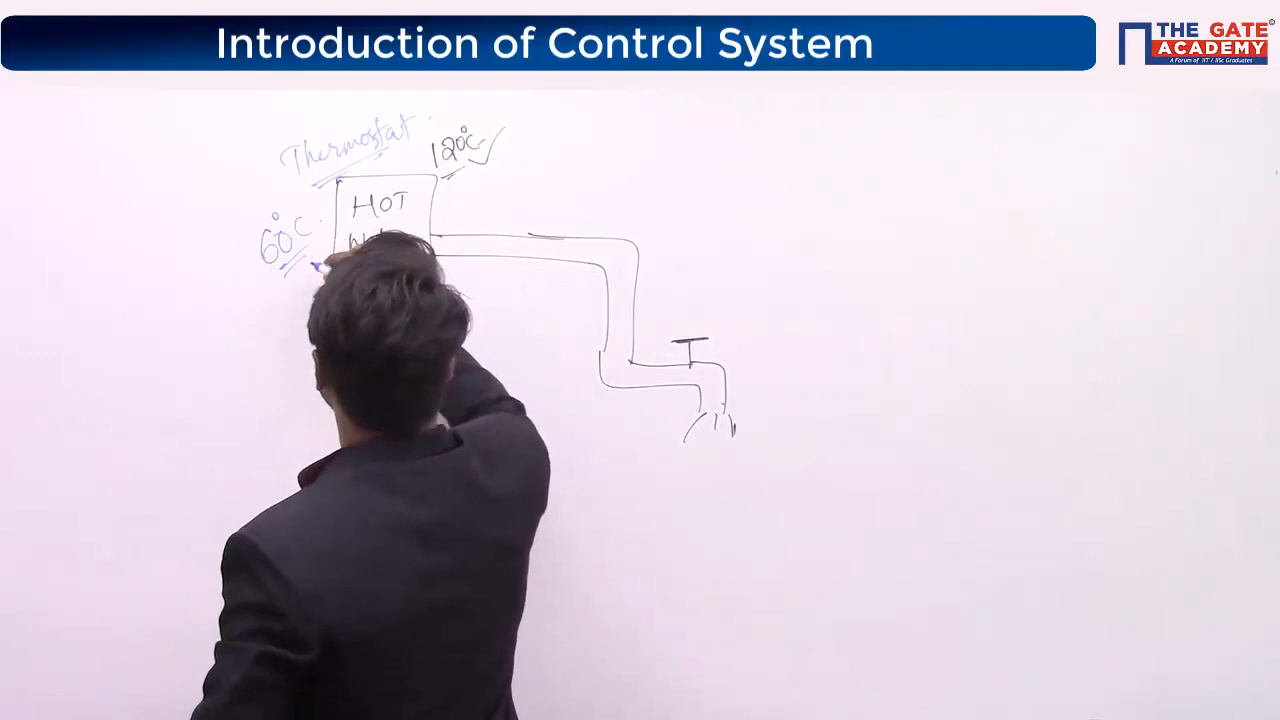 Introduction of Control System
THE GATE
ACADEMY
A Forum of IIT / IISc Graduates
©
Thermostat
120°C
HOT
60°C